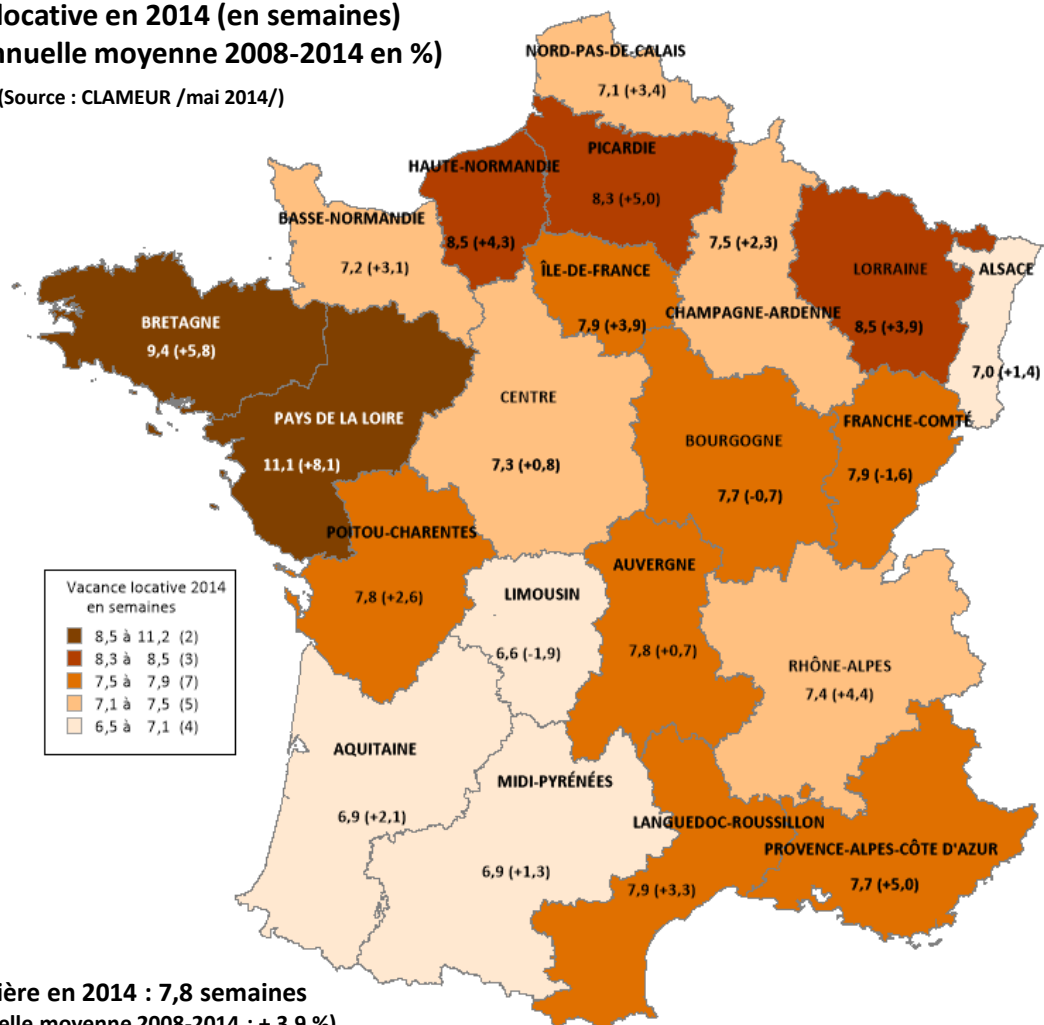 locative en 2014 (en semaines)
nnuelle moyenne 2008-2014 en %)
(Source : CLAMEUR /mai 2014/)
NORD-PAS-DE-CALAIS
7,1 (+3,4)
PICARDIE
8,3 (+5,0)
HAUTE-NORMANDIE
8,5 (+4,3)
BASSE-NORMANDIE
7,2 (+3,1)
ÎLE-DE-FRANCE
7,9 (+3,9)
7,5 (+2,3)
CHAMPAGNE-ARDENNE
LORRAINE
8,5 (+3,9)
ALSACE
7,0 (+1,4)
BRETAGNE
9,4 (+5,8)
PAYS DE LA LOIRE
11,1 (+8,1)
CENTRE
7,3 (+0,8)
BOURGOGNE
7,7 (-0,7)
FRANCHE-COMTÉ
7,9 (-1,6)
POITOU-CHARENTES
7,8 (+2,6)
LIMOUSIN
6,6 (-1,9)
AUVERGNE
7,8 (+0,7)
RHÔNE-ALPES
7,4 (+4,4)
Vacance locative 2014
en semaines
8,5 à 11,2 (2)
8,3 à 8,5 (3)
7,5 à 7,9 (7)
7,1 à 7,5 (5)
6,5 à 7,1 (4)
AQUITAINE
6,9 (+2,1)
MIDI-PYRÉNÉES
6,9 (+1,3)
LANGUEDOC-ROUSSILLON
7,9 (+3,3)
PROVENCE-ALPES-CÔTE D'AZUR
7,7 (+5,0)
ière en 2014 : 7,8 semaines
elle moyenne 2008-2014 : + 3,9 %)